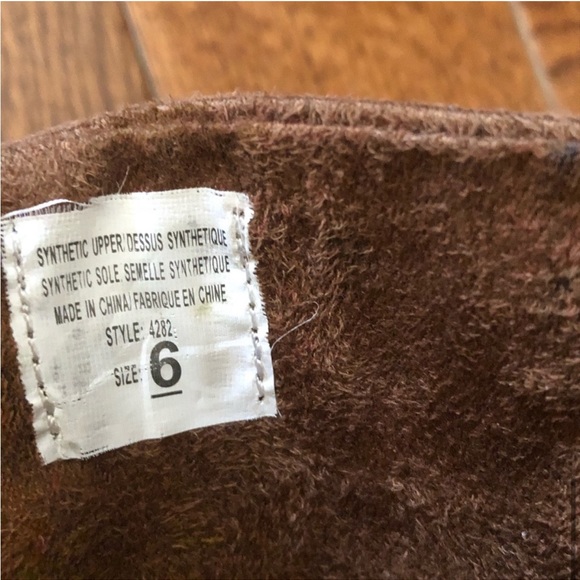 SYNTHETIC UPPER/DESSUS SYNTHETIQUE
SYNTHETIC SOLE, SEMELLE SYNTHETIQUE
MADE IN CHINA/ FABRIQUE EN CHINE
STYLE: 4282
SIZE: 6